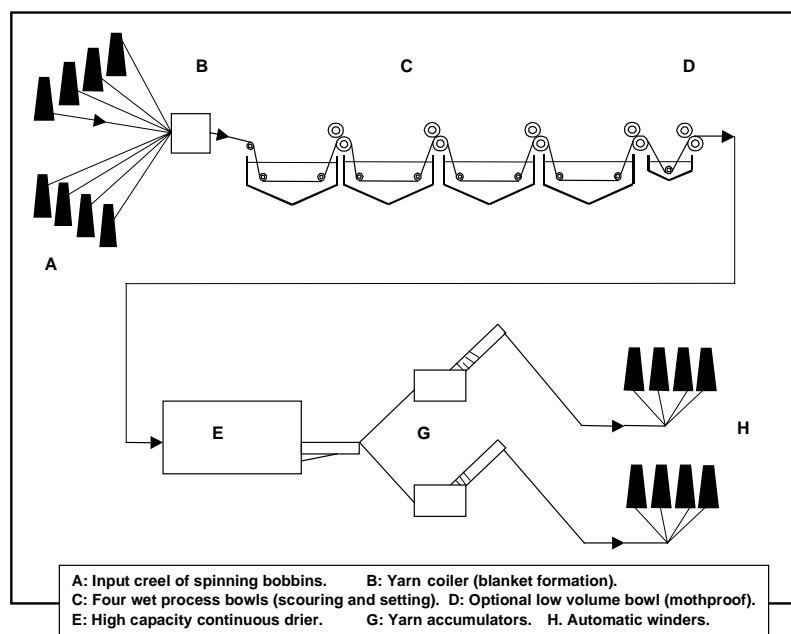 B
C
D
A
E
G
H
A: Input creel of spinning bobbins. B: Yarn coiler (blanket formation).
C: Four wet process bowls (scouring and setting). D: Optional low volume bowl (mothproof).
E: High capacity continuous drier. G: Yarn accumulators. H. Automatic winders.